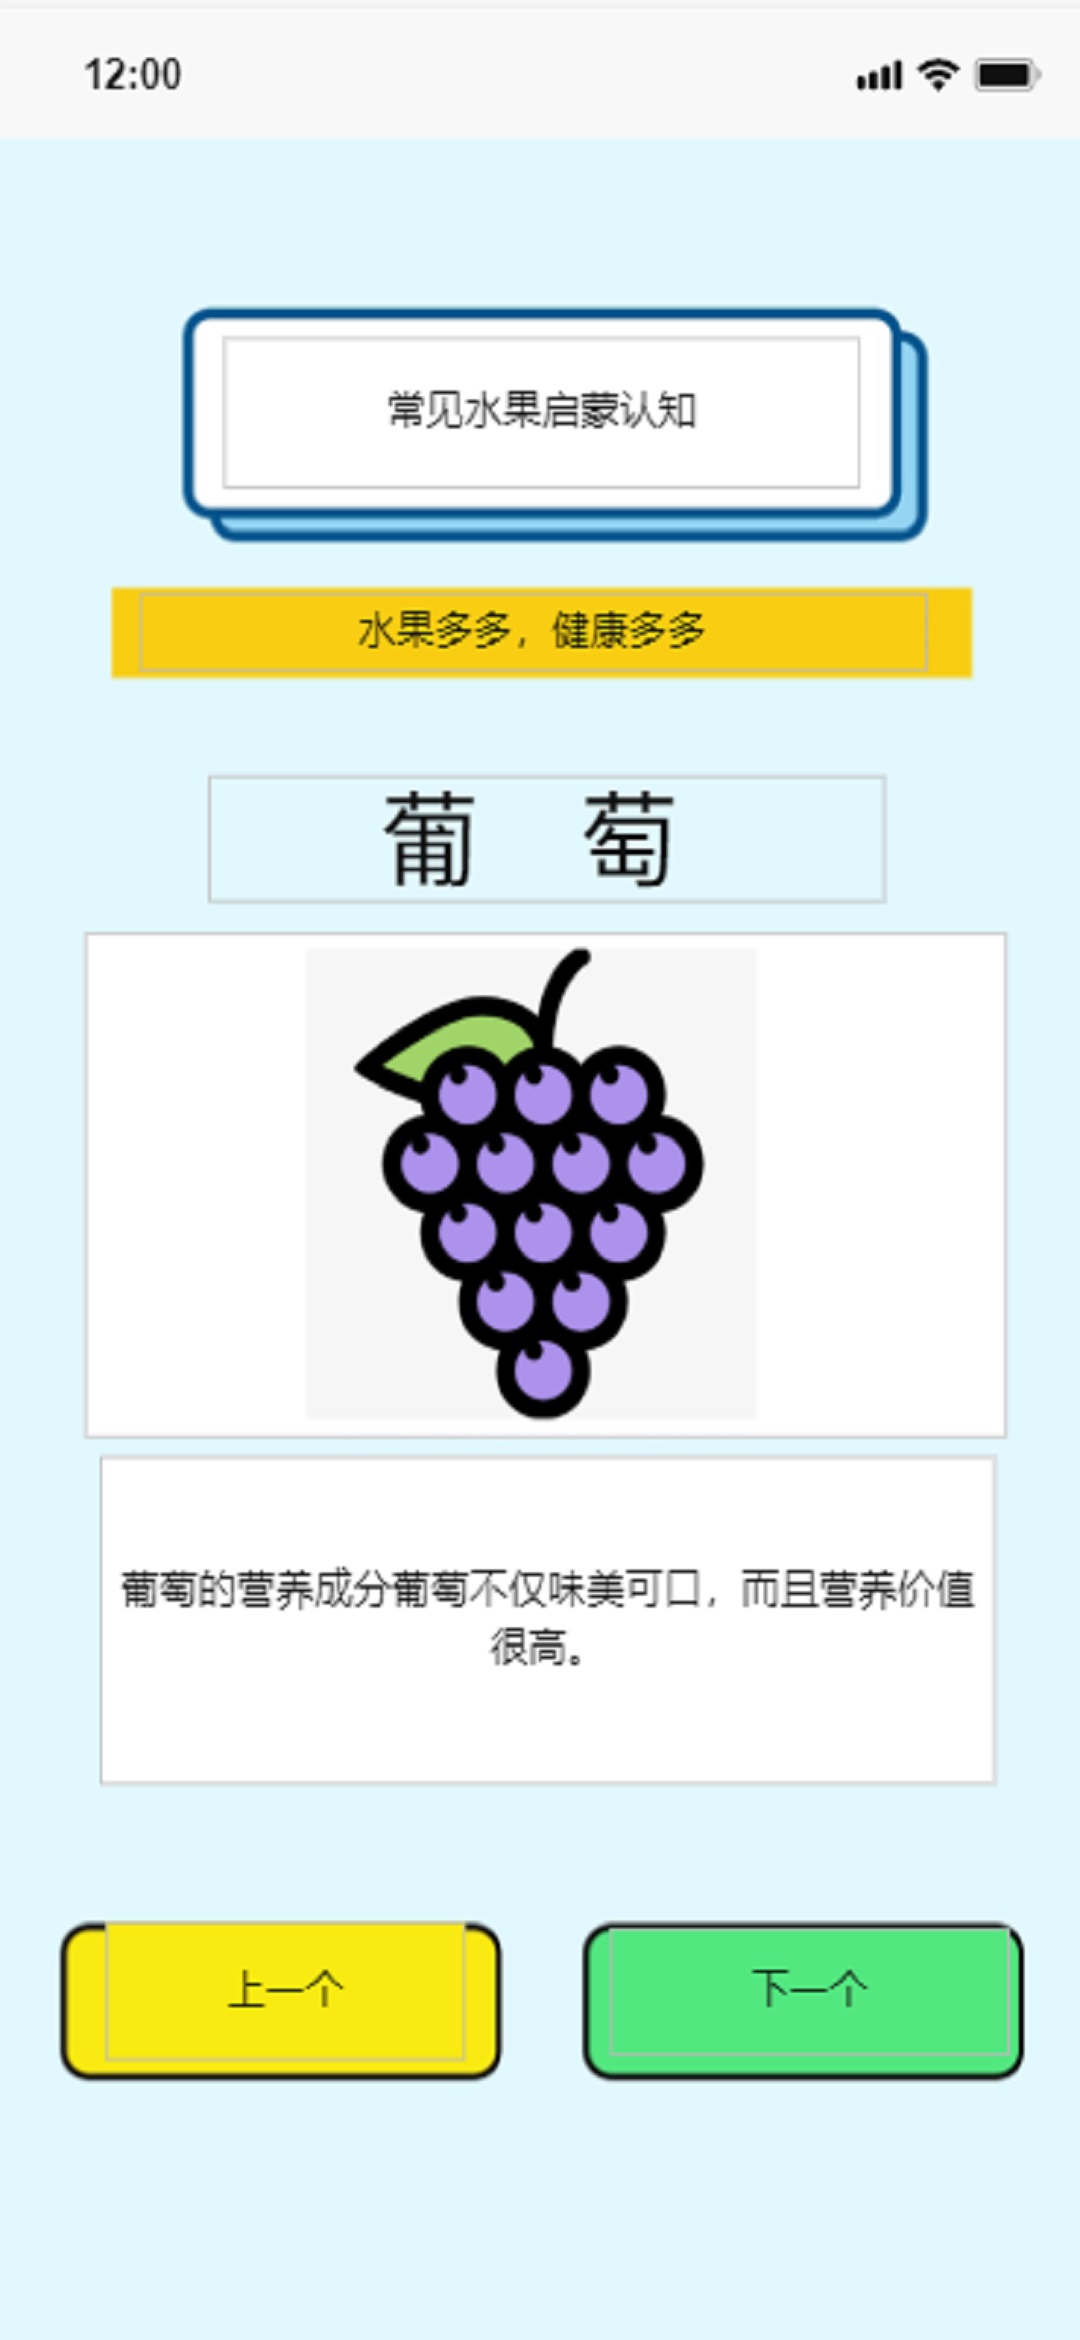 12:00
常见水果启蒙认知
水果多多，健康多多
葡 萄
葡萄的营养成分葡萄不仅味美可口，而且营养价值
很高。
上一个
下一个